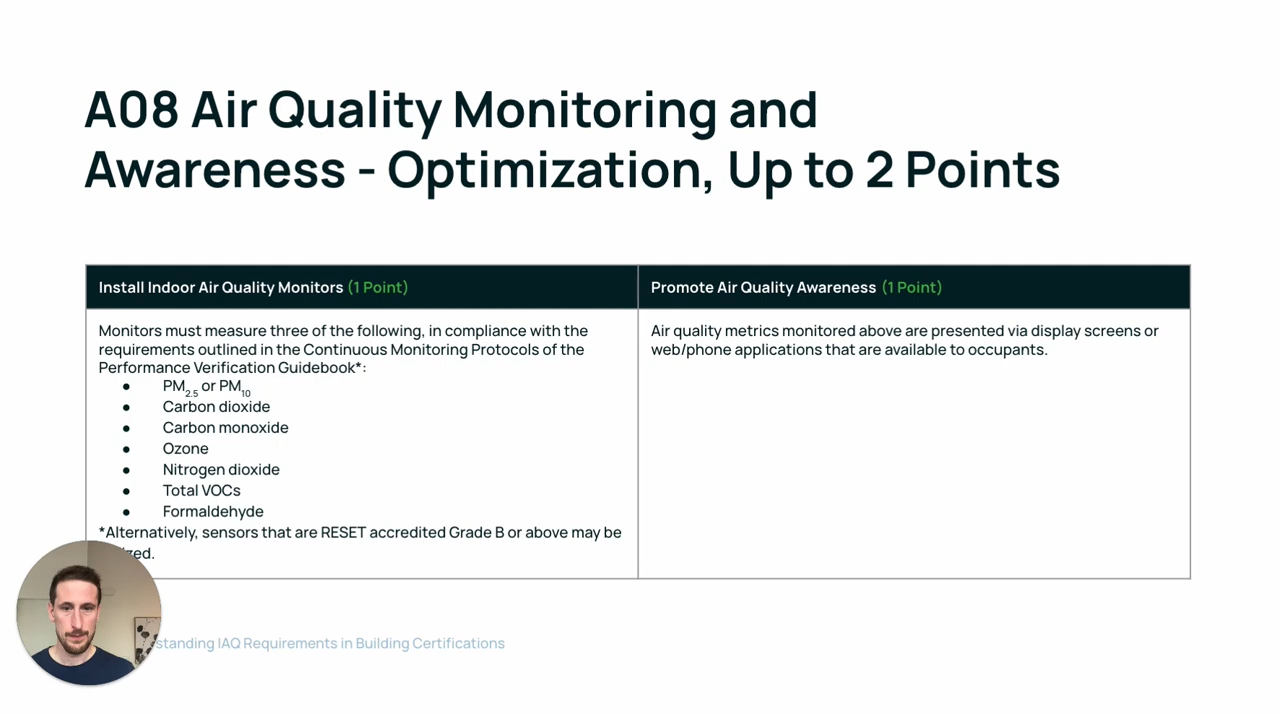 A08 Air Quality Monitoring and
Awareness - Optimization, Up to 2 Points
Install Indoor Air Quality Monitors (1 Point)
Promote Air Quality Awareness (1 Point)
Monitors must measure three of the following, in compliance with the
requirements outlined in the Continuous Monitoring Protocols of the
Performance Verification Guidebook*:
● PM2.5 or PM10
● Carbon dioxide
● Carbon monoxide
● Ozone
● Nitrogen dioxide
● Total VOCs
● Formaldehyde
*Alternatively, sensors that are RESET accredited Grade B or above may be
Air quality metrics monitored above are presented via display screens or
web/phone applications that are available to occupants.
IAQ Requirements in Building Certifications